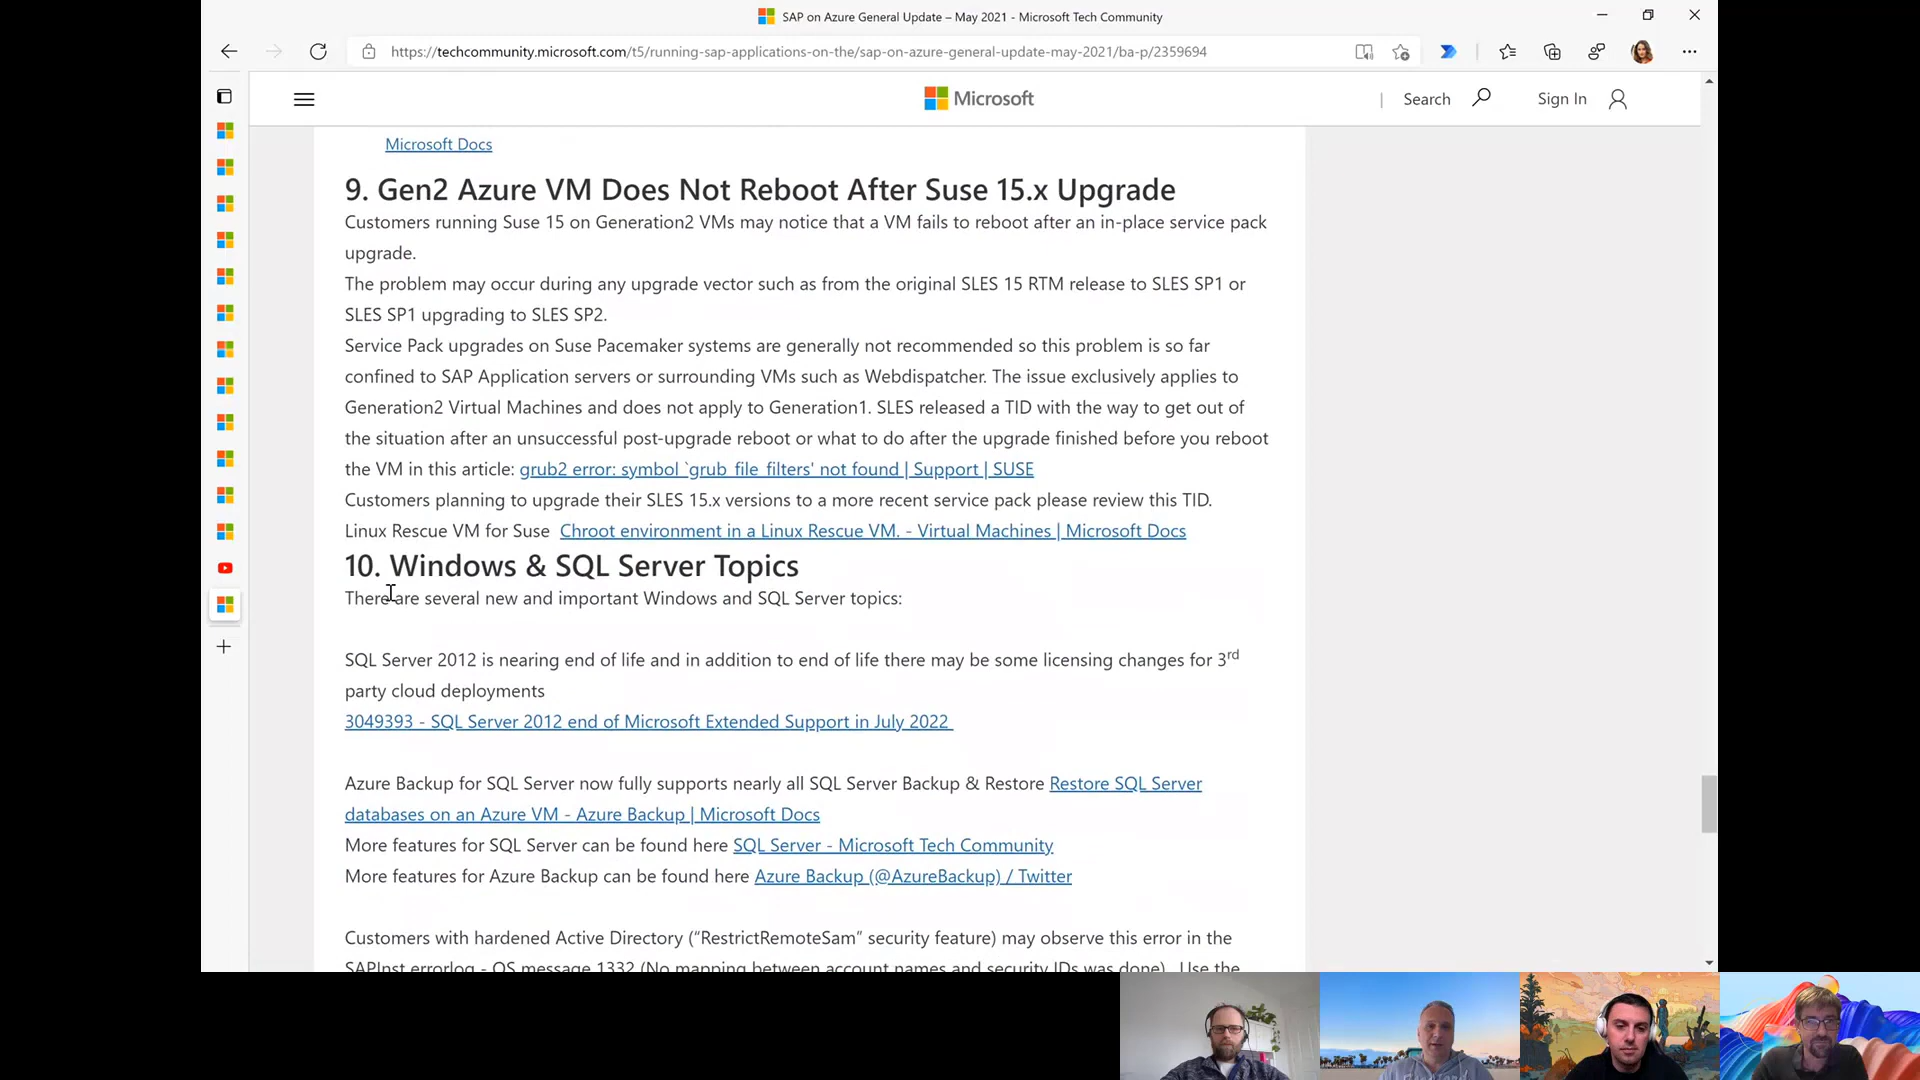 SAP on Azure General Update – May 2021 - Microsoft Tech Community
https://techcommunity.microsoft.com/t5/running-sap-applications-on-the/sap-on-azure-general-update-may-2021/ba-p/2359694
Microsoft
| Search
Sign In
Microsoft Docs
9. Gen2 Azure VM Does Not Reboot After Suse 15.x Upgrade
Customers running Suse 15 on Generation2 VMs may notice that a VM fails to reboot after an in-place service pack
upgrade.
The problem may occur during any upgrade vector such as from the original SLES 15 RTM release to SLES SP1 or
SLES SP1 upgrading to SLES SP2.
Service Pack upgrades on Suse Pacemaker systems are generally not recommended so this problem is so far
confined to SAP Application servers or surrounding VMs such as Webdispatcher. The issue exclusively applies to
Generation2 Virtual Machines and does not apply to Generation1. SLES released a TID with the way to get out of
the situation after an unsuccessful post-upgrade reboot or what to do after the upgrade finished before you reboot
the VM in this article: grub2 error: symbol `grub_file_filters' not found | Support | SUSE
Customers planning to upgrade their SLES 15.x versions to a more recent service pack please review this TID.
Linux Rescue VM for Suse Chroot environment in a Linux Rescue VM. - Virtual Machines | Microsoft Docs
10. Windows & SQL Server Topics
There are several new and important Windows and SQL Server topics:
SQL Server 2012 is nearing end of life and in addition to end of life there may be some licensing changes for 3rd
party cloud deployments
3049393 - SQL Server 2012 end of Microsoft Extended Support in July 2022
Azure Backup for SQL Server now fully supports nearly all SQL Server Backup & Restore Restore SQL Server
databases on an Azure VM - Azure Backup | Microsoft Docs
More features for SQL Server can be found here SQL Server - Microsoft Tech Community
More features for Azure Backup can be found here Azure Backup (@AzureBackup) / Twitter
Customers with hardened Active Directory (“RestrictRemoteSam” security feature) may observe this error in the
SAPInst errorlog - OS message 1332 (No mapping between account names and security IDs was done). Use the